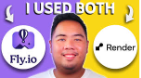 I USED BOTH
Fly.io
Render